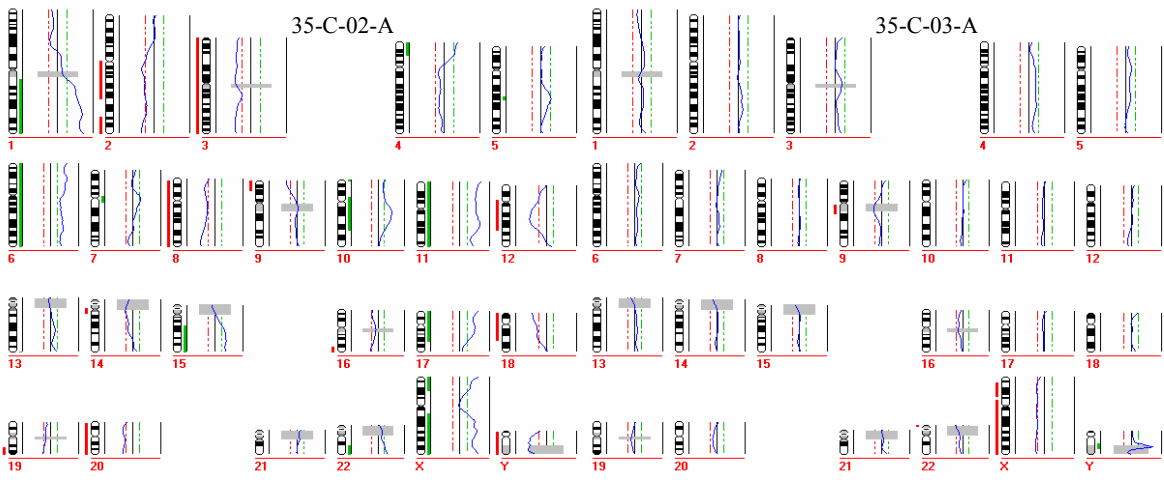 35-C-02-A 35-C-03-A
1 2 3 4 5 1 2 3 4 5
6 7 8 9 10 11 12 6 7 8 9 10 11 12
13 14 15 16 17 18 13 14 15 16 17 18
19 20 21 22 X Y 19 20 21 22 X Y